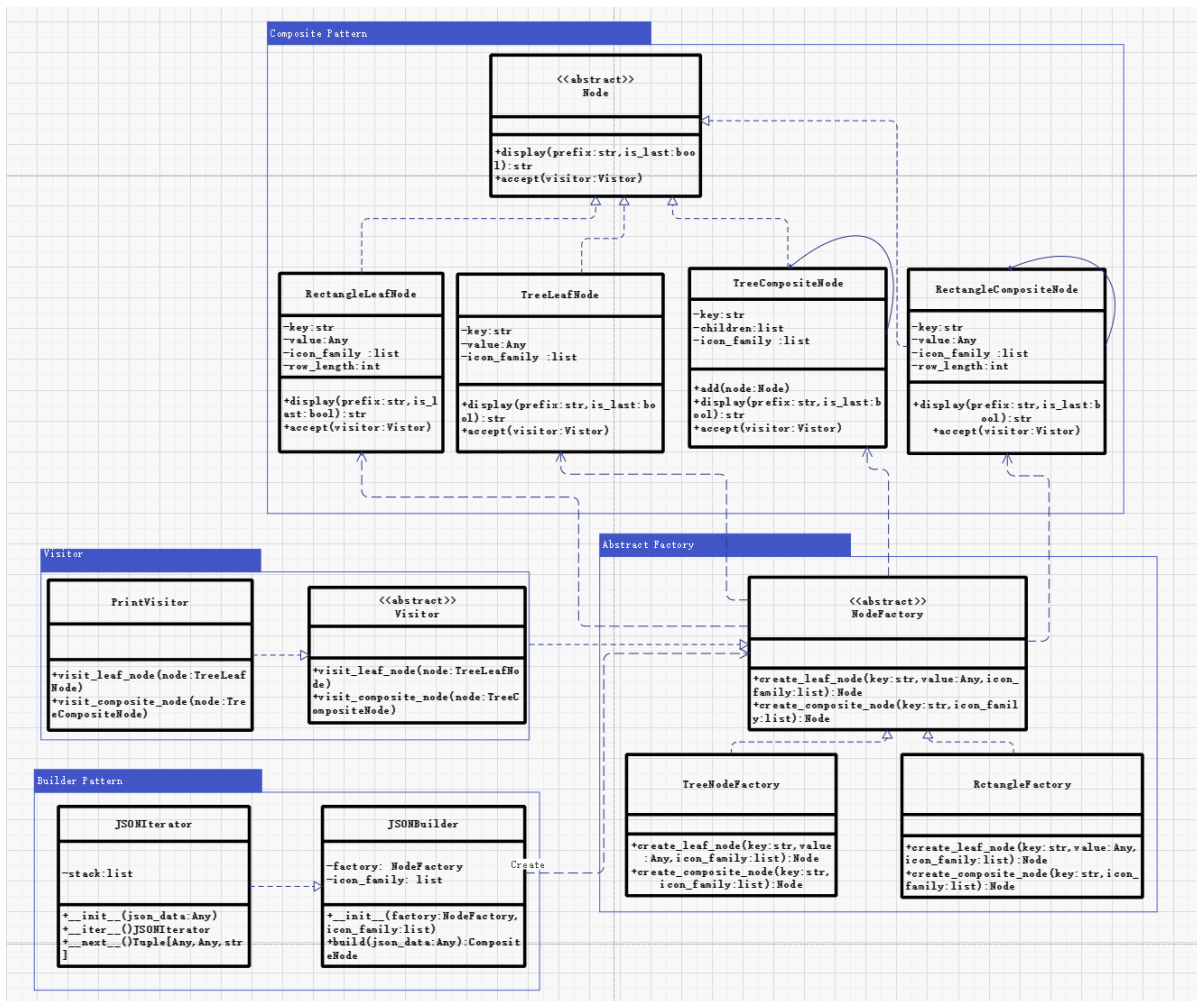 Composite Pattern
<<abstract>>
Node
+display(prefix:str,is_last:boo
l):str
+accept(visitor:Vistor)
RectangleLeafNode
-key:str
-value:Any
-icon_family :list
-row_length:int
+display(prefix:str,is_l
ast:bool):str
+accept(visitor:Vistor)
TreeLeafNode
-key:str
-value:Any
-icon_family :list
+display(prefix:str,is_last:bo
ol):str
+accept(visitor:Vistor)
TreeCompositeNode
-key:str
-children:list
-icon_family :list
+add(node:Node)
+display(prefix:str,is_last:b
ool):str
+accept(visitor:Vistor)
RectangleCompositeNode
-key:str
-value:Any
-icon_family :list
-row_length:int
+display(prefix:str,is_last:b
ool):str
+accept(visitor:Vistor)
Visitor
PrintVisitor
+visit_leaf_node(node:TreeLeaf
Node)
+visit_composite_node(node:Tre
eCompositeNode)
<<abstract>>
Visitor
+visit_leaf_node(node:TreeLeafNo
de)
+visit_composite_node(node:TreeC
ompositeNode)
Abstract Factory
<<abstract>>
NodeFactory
+create_leaf_node(key:str,value:Any,icon_
family:list):Node
+create_composite_node(key:str,icon_famil
y:list):Node
TreeNodeFactory
+create_leaf_node(key:str,value
:Any,icon_family:list):Node
+create_composite_node(key:str,
icon_family:list):Node
RctangleFactory
+create_leaf_node(key:str,value:Any,
icon_family:list):Node
+create_composite_node(key:str,icon_
family:list):Node
Builder Pattern
JSONIterator
-stack:list
+__init__(json_data:Any)
+__iter__()JSONIterator
+__next__()Tuple[Any,Any,str
]
JSONBuilder
-factory: NodeFactory
-icon_family: list
+__init__(factory:NodeFactory,
icon_family:list)
+build(json_data:Any):Composit
eNode
Create